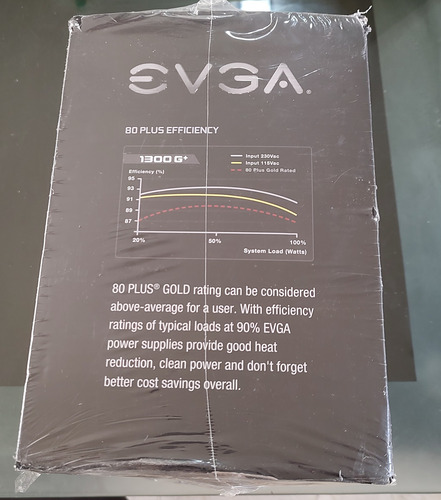 EVGA.
80 PLUS EFFICIENCY
1300 G+
Input 230Vac
Input 115Vac
80 Plus Gold Rated
Efficiency (%)
95
93
91
89
87
20%
50%
100%
System Load (Watts)
80 PLUS® GOLD rating can be considered
above-average for a user. With efficiency
ratings of typical loads at 90% EVGA
power supplies provide good heat
reduction, clean power and don't forget
better cost savings overall.